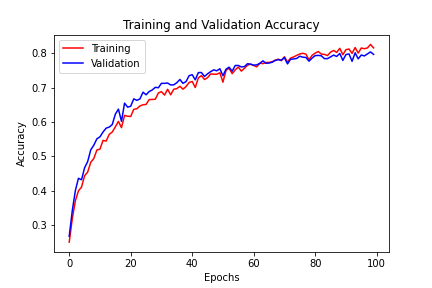 Training and Validation Accuracy
Training
Validation
Accuracy
0.8
0.7
0.6
0.5
0.4
0.3
0 20 40 60 80 100
Epochs